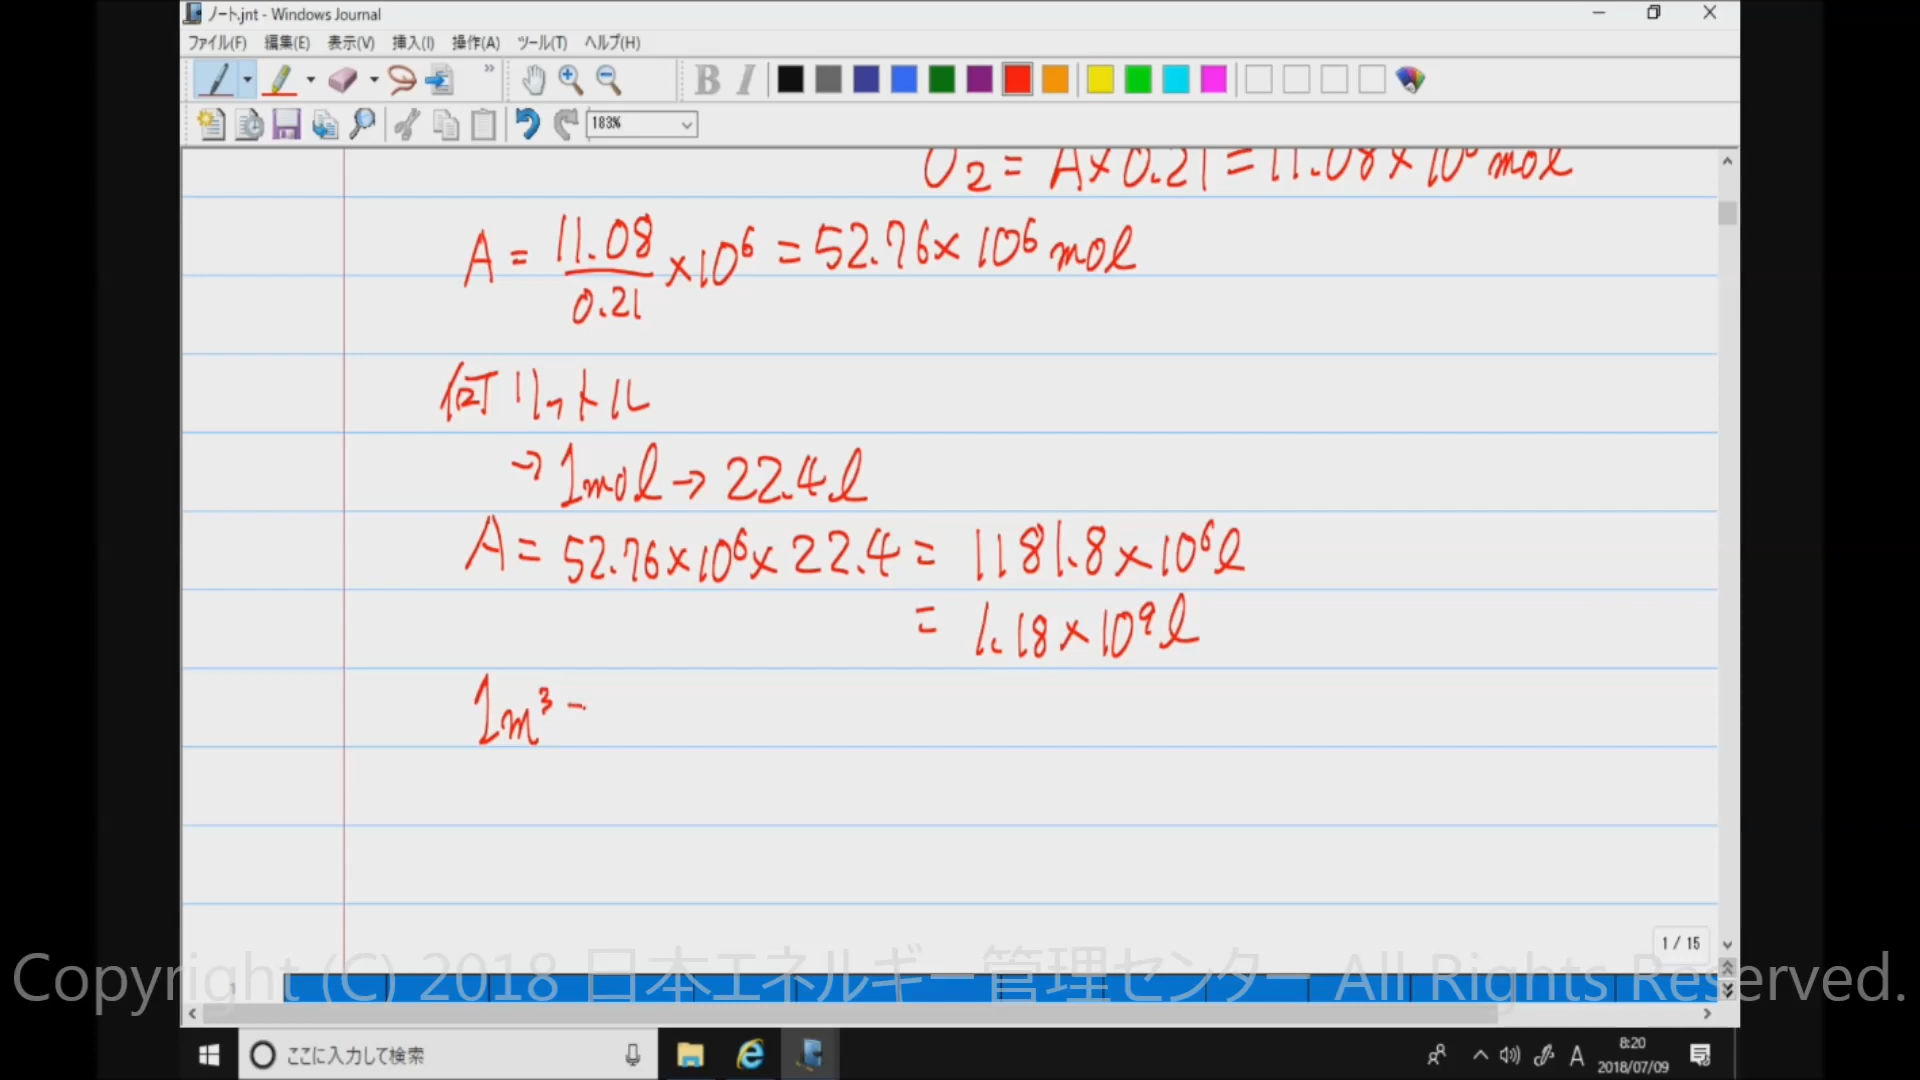 ノート.jnt - Windows Journal
ファイル(F) 編集(E) 表示(V) 挿入(I) 操作(A) ツール(T) ヘルプ(H)
B I
183%
O₂ = A×0.21 = 11.08×10⁶ mol
A = 11.08/0.21 ×10⁶ = 52.76×10⁶ mol
何リットル
→ 1mol → 22.4l
A = 52.76×10⁶×22.4 = 1181.8×10⁶l
= 1.18×10⁹l
1m³ -
1 / 15
Copyright (C) 2018 日本エネルギー管理センター All Rights Reserved.
ここに入力して検索
A
8:20
2018/07/09